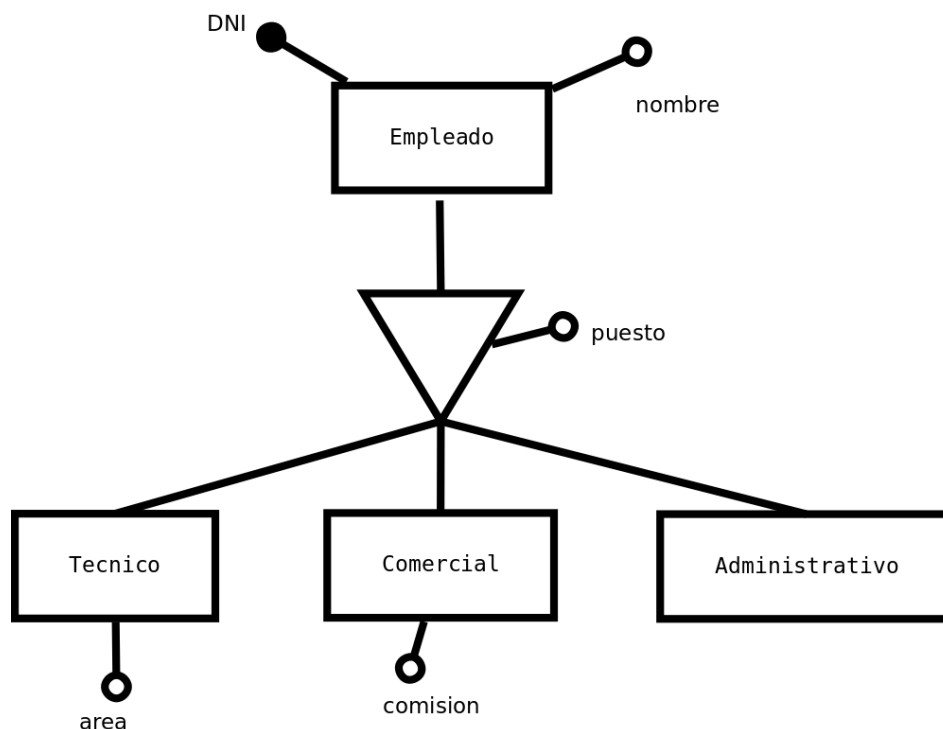 DNI
nombre
Empleado
puesto
Tecnico
Comercial
Administrativo
area
comision